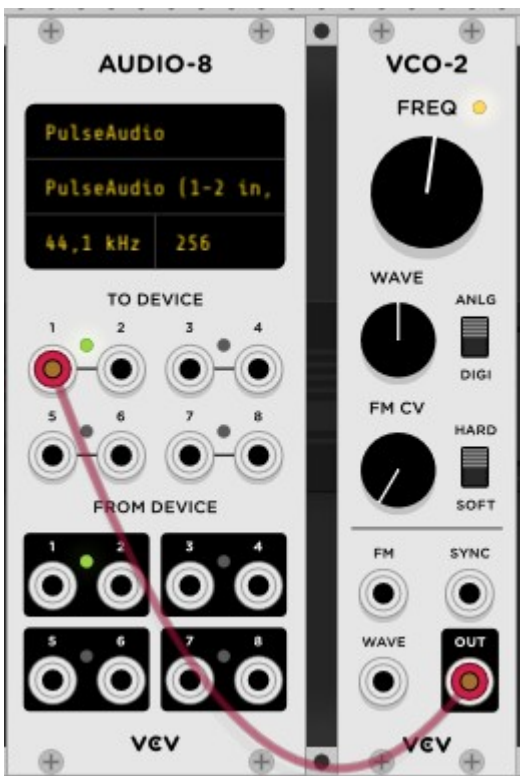 AUDIO-8
PulseAudio
PulseAudio (1-2 in,
44,1 kHz 256
TO DEVICE
1 2 3 4
5 6 7 8
FROM DEVICE
1 2 3 4
5 6 7 8
VCV
VCO-2
FREQ
WAVE
ANLG
DIGI
FM CV
HARD
SOFT
FM SYNC
WAVE OUT
VCV